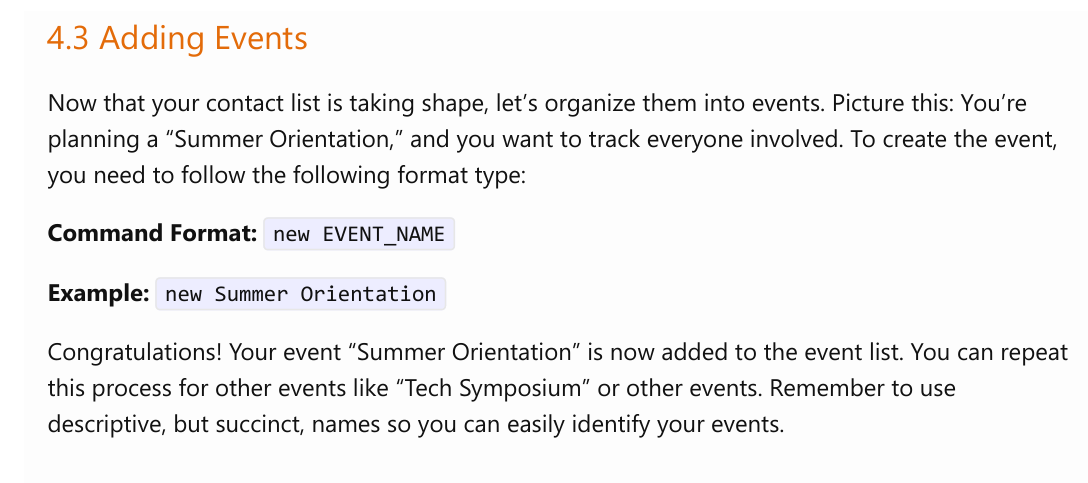 4.3 Adding Events
Now that your contact list is taking shape, let’s organize them into events. Picture this: You’re
planning a “Summer Orientation,” and you want to track everyone involved. To create the event,
you need to follow the following format type:
Command Format: new EVENT_NAME
Example: new Summer Orientation
Congratulations! Your event “Summer Orientation” is now added to the event list. You can repeat
this process for other events like “Tech Symposium” or other events. Remember to use
descriptive, but succinct, names so you can easily identify your events.